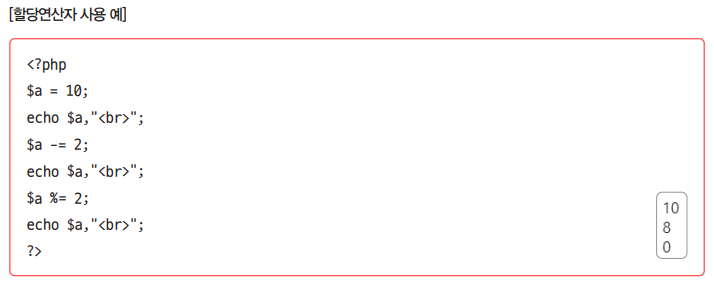 [할당연산자 사용 예]
<?php
$a = 10;
echo $a,"<br>";
$a -= 2;
echo $a,"<br>";
$a %= 2;
echo $a,"<br>";
?>
10
8
0